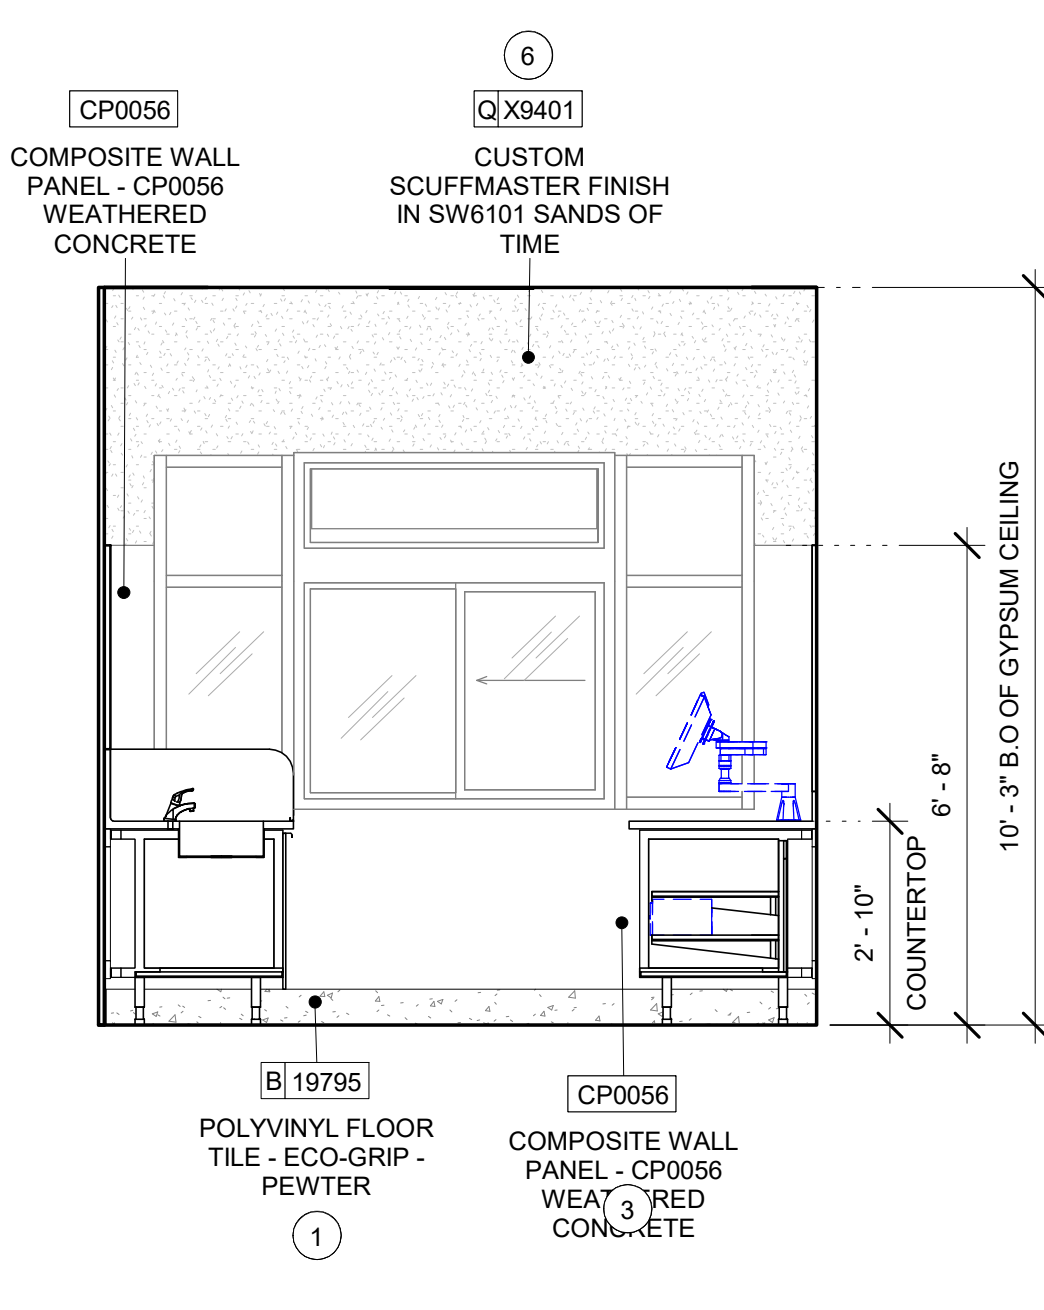 6
CP0056
Q X9401
COMPOSITE WALL
PANEL - CP0056
WEATHERED
CONCRETE
CUSTOM
SCUFFMASTER FINISH
IN SW6101 SANDS OF
TIME
10' - 3" B.O OF GYPSUM CEILING
6' - 8"
2' - 10"
COUNTERTOP
B 19795
POLYVINYL FLOOR
TILE - ECO-GRIP -
PEWTER
1
CP0056
COMPOSITE WALL
PANEL - CP0056
WEATHERED
CONCRETE
3